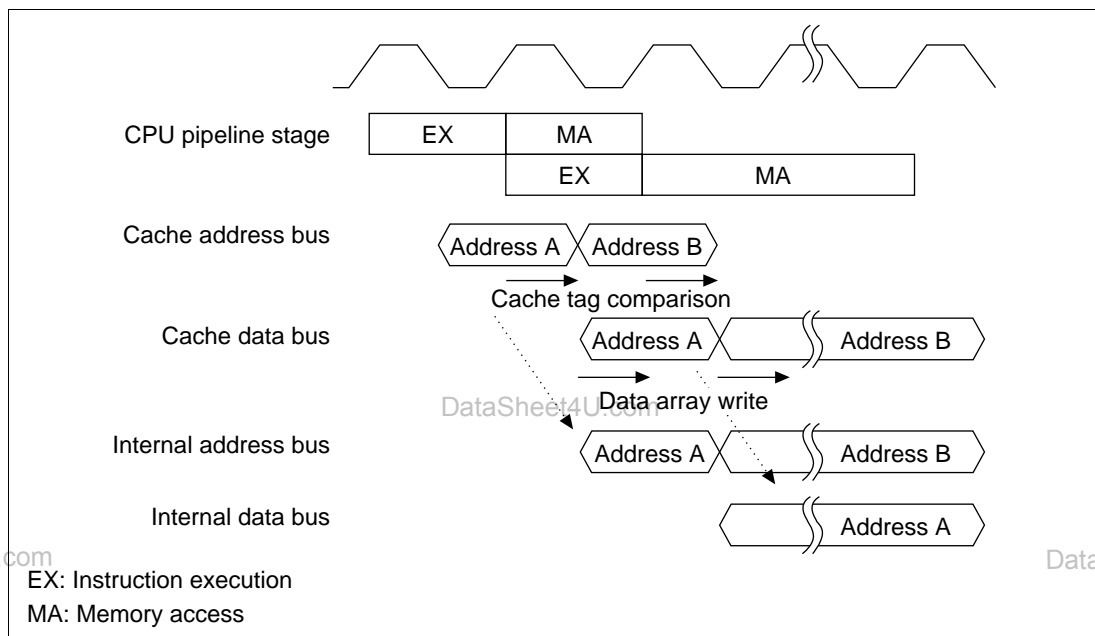 CPU pipeline stage
EX
MA
EX
MA
Cache address bus
Address A
Address B
Cache tag comparison
Cache data bus
Address A
Address B
Data array write
DataSheet4U.com
Internal address bus
Address A
Address B
Internal data bus
Address A
.com
Data
EX: Instruction execution
MA: Memory access